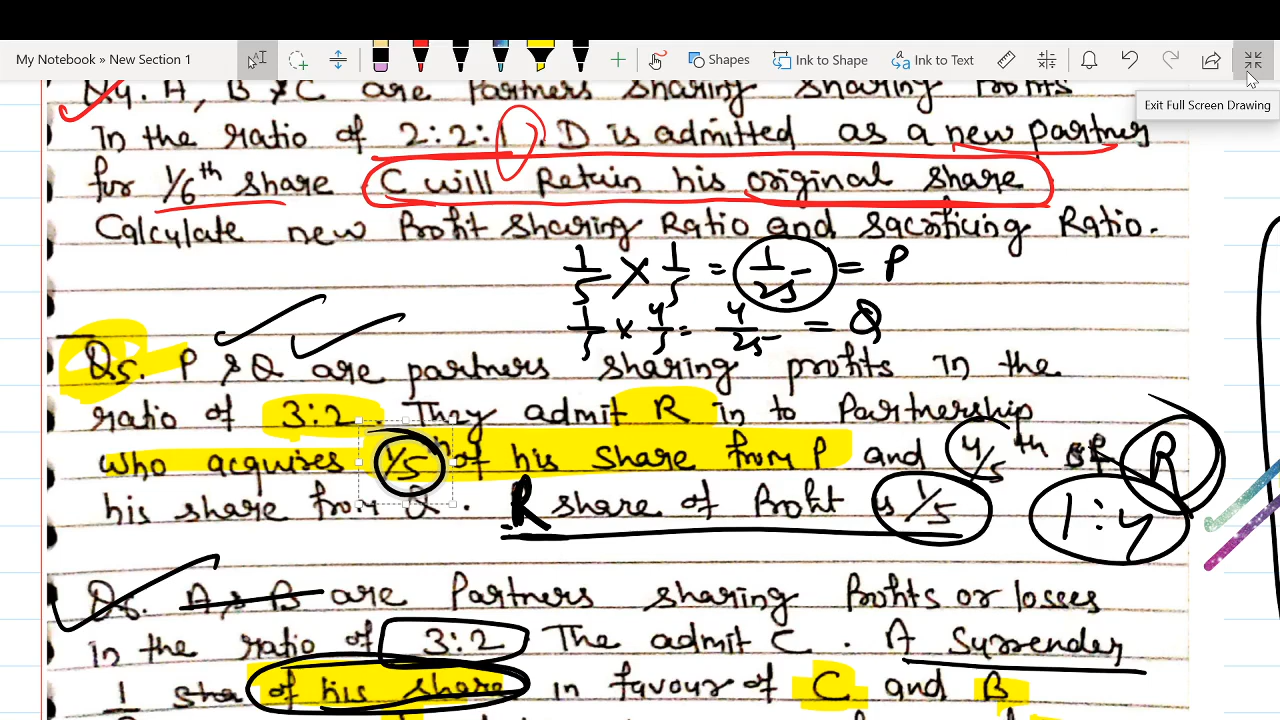 My Notebook » New Section 1
Shapes
Ink to Shape
Ink to Text
Exit Full Screen Drawing
Q4. A, B & C are Partners sharing sharing Profits
In the ratio of 2:2:1. D is admitted as a new partner
for 1/6th share C will Retain his original share
Calculate new Profit sharing Ratio and sacrificing Ratio.
1/5 × 1/5 = 1/25 = P
1/5 × 4/5 = 4/25 = Q
Q5. P & Q are partners sharing profits in the
ratio of 3:2. They admit R in to Partnership
who acquires 1/5th of his share from P and 4/5th of R
his share from Q. R share of Profit is 1/5 1:4
Q6. A & B are Partners sharing Profits or losses
in the ratio of 3:2 The admit C. A Surrender
share of his share in favour of C and B